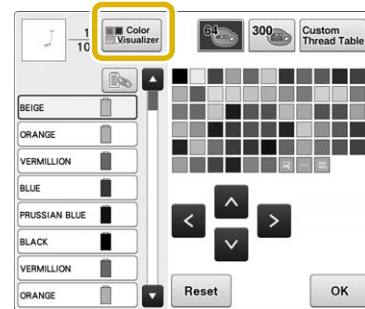 1
10
Color
Visualizer
64
300
Custom
Thread Table
BEIGE
ORANGE
VERMILLION
BLUE
PRUSSIAN BLUE
BLACK
VERMILLION
ORANGE
Reset
OK